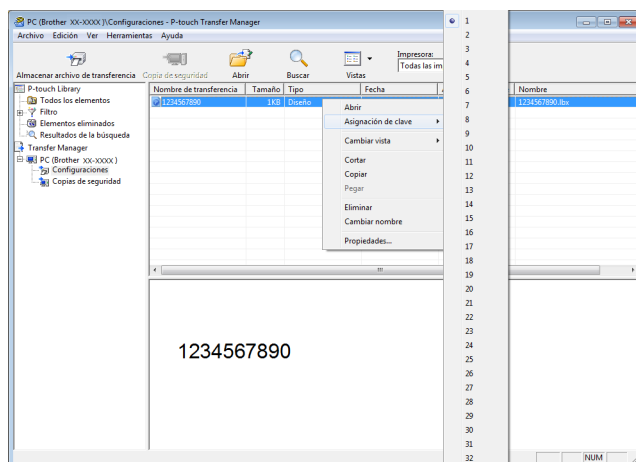 PC (Brother XX-XXXX )\Configuraciones - P-touch Transfer Manager
Archivo Edición Ver Herramientas Ayuda
Almacenar archivo de transferencia
Copia de seguridad
Abrir
Buscar
Vistas
Impresora:
Todas las im
P-touch Library
Todos los elementos
Filtro
Elementos eliminados
Resultados de la búsqueda
Transfer Manager
PC (Brother XX-XXXX )
Configuraciones
Copias de seguridad
Nombre de transferencia Tamaño Tipo Fecha Nombre
1234567890 1KB Diseño 1234567890.lbx
Abrir
Asignación de clave
Cambiar vista
Cortar
Copiar
Pegar
Eliminar
Cambiar nombre
Propiedades...
1
2
3
4
5
6
7
8
9
10
11
12
13
14
15
16
17
18
19
20
21
22
23
24
25
26
27
28
29
30
31
32
1234567890
NUM